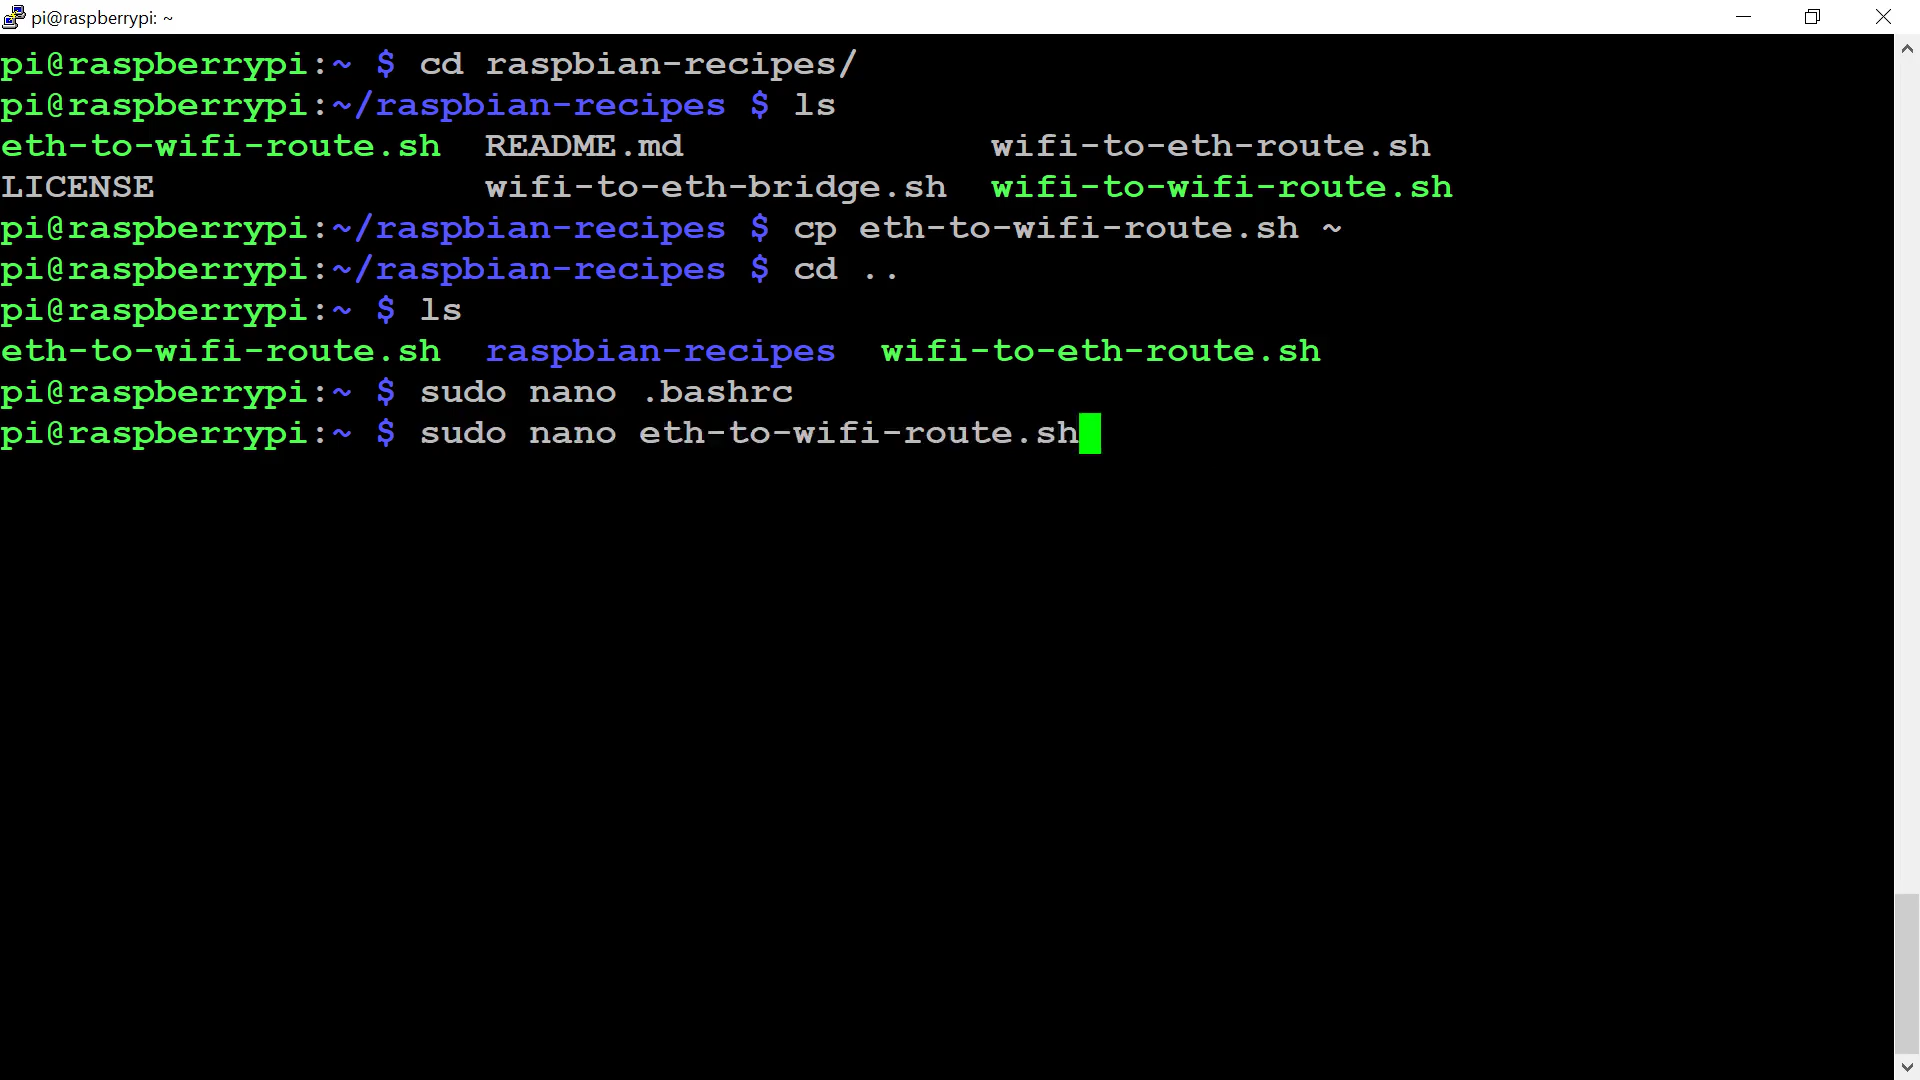 pi@raspberrypi: ~
pi@raspberrypi:~ $ cd raspbian-recipes/
pi@raspberrypi:~/raspbian-recipes $ ls
eth-to-wifi-route.sh  README.md              wifi-to-eth-route.sh
LICENSE               wifi-to-eth-bridge.sh  wifi-to-wifi-route.sh
pi@raspberrypi:~/raspbian-recipes $ cp eth-to-wifi-route.sh ~
pi@raspberrypi:~/raspbian-recipes $ cd ..
pi@raspberrypi:~ $ ls
eth-to-wifi-route.sh  raspbian-recipes  wifi-to-eth-route.sh
pi@raspberrypi:~ $ sudo nano .bashrc
pi@raspberrypi:~ $ sudo nano eth-to-wifi-route.sh